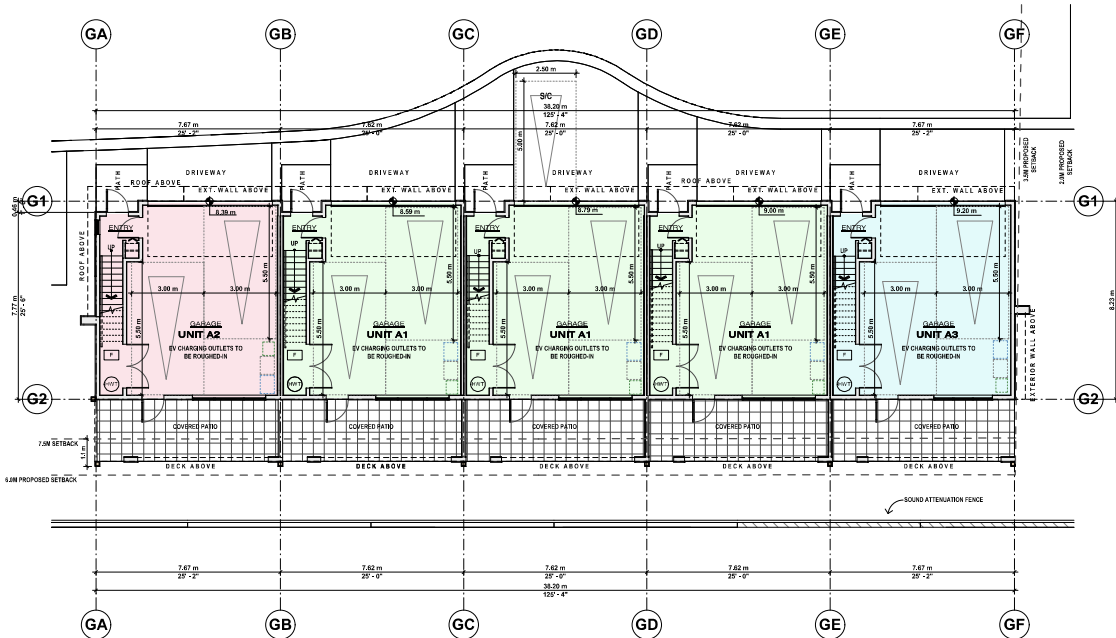 GA GB GC GD GE GF
2.50 m
S/C
38.20 m
125' - 4"
7.67 m 7.62 m 7.62 m 7.62 m 7.67 m
25' - 2" 25' - 0" 25' - 0" 25' - 0" 25' - 2"
5.00 m
3.5M PROPOSED SETBACK
2.0M PROPOSED SETBACK
PATH PATH PATH PATH PATH
DRIVEWAY DRIVEWAY DRIVEWAY DRIVEWAY DRIVEWAY
ROOF ABOVE ROOF ABOVE
EXT. WALL ABOVE EXT. WALL ABOVE EXT. WALL ABOVE EXT. WALL ABOVE EXT. WALL ABOVE
G1 G1
8.39 m 8.59 m 8.79 m 9.00 m 9.20 m
ENTRY ENTRY ENTRY ENTRY ENTRY
ROOF ABOVE
UP UP UP UP UP
5.50 m 5.50 m 5.50 m 5.50 m 5.50 m
3.00 m 3.00 m 3.00 m 3.00 m 3.00 m 3.00 m 3.00 m 3.00 m 3.00 m 3.00 m
7.77 m
25' - 6"
8.23 m
5.50 m 5.50 m 5.50 m 5.50 m 5.50 m
GARAGE GARAGE GARAGE GARAGE GARAGE
UNIT A2 UNIT A1 UNIT A1 UNIT A1 UNIT A3
EV CHARGING OUTLETS TO EV CHARGING OUTLETS TO EV CHARGING OUTLETS TO EV CHARGING OUTLETS TO EV CHARGING OUTLETS TO
BE ROUGHED-IN BE ROUGHED-IN BE ROUGHED-IN BE ROUGHED-IN BE ROUGHED-IN
F F F F F
HWT HWT HWT HWT HWT
EXTERIOR WALL ABOVE
G2 G2
COVERED PATIO COVERED PATIO COVERED PATIO COVERED PATIO COVERED PATIO
7.5M SETBACK
DECK ABOVE DECK ABOVE DECK ABOVE DECK ABOVE DECK ABOVE
6.0M PROPOSED SETBACK
SOUND ATTENUATION FENCE
7.67 m 7.62 m 7.62 m 7.62 m 7.67 m
25' - 2" 25' - 0" 25' - 0" 25' - 0" 25' - 2"
38.20 m
125' - 4"
GA GB GC GD GE GF